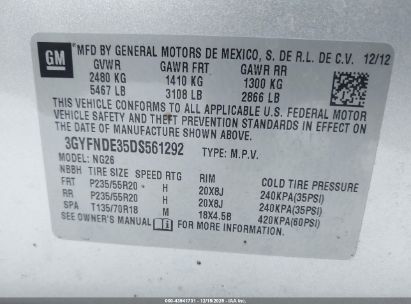 GM
MFD BY GENERAL MOTORS DE MEXICO, S. DE R.L. DE C.V. 12/12
GVWR GAWR FRT GAWR RR
2480 KG 1410 KG 1300 KG
5467 LB 3108 LB 2866 LB
THIS VEHICLE CONFORMS TO ALL APPLICABLE U.S. FEDERAL MOTOR
VEHICLE SAFETY AND THEFT PREVENTION STANDARDS IN EFFECT ON
THE DATE OF MANUFACTURE SHOWN ABOVE.
3GYFNDE35DS561292 TYPE: M.P.V.
MODEL: NG26
NBBH TIRE SIZE SPEED RTG RIM COLD TIRE PRESSURE
FRT P235/55R20 H 20X8J 240KPA(35PSI)
RR P235/55R20 H 20X8J 240KPA(35PSI)
SPA T135/70R18 M 18X4.5B 420KPA(60PSI)
SEE OWNER'S MANUAL FOR MORE INFORMATION.